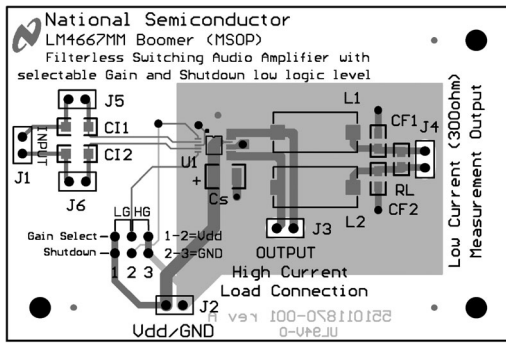 National Semiconductor
LM4667MM Boomer (MSOP)
Filterless Switching Audio Amplifier with
selectable Gain and Shutdown low logic level
J5
CI1
INPUT
J1
CI2
J6
U1
+
Cs
L1
CF1
J4
L2
RL
CF2
J3
OUTPUT
High Current
Load Connection
Low Current (300ohm)
Measurement Output
LG HG
Gain Select
1-2=Vdd
Shutdown
2-3=GND
1 2 3
J2
Vdd/GND
551011870-001 rev A
UL94V-0